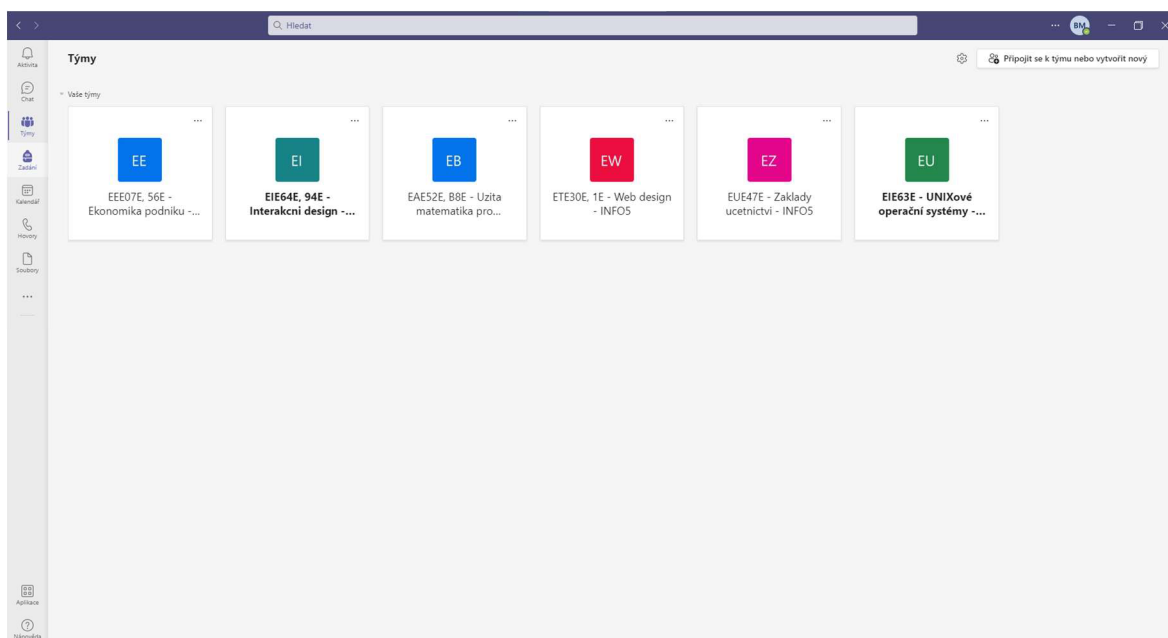 Hledat
BM
Aktivita
Chat
Týmy
Zadání
Kalendář
Hovory
Soubory
Aplikace
Nápověda
Týmy
Připojit se k týmu nebo vytvořit nový
Vaše týmy
EE
EEE07E, 56E -
Ekonomika podniku -...
EI
EIE64E, 94E -
Interakcni design -...
EB
EAE52E, B8E - Uzita
matematika pro...
EW
ETE30E, 1E - Web design
- INFO5
EZ
EUE47E - Zaklady
ucetnictvi - INFO5
EU
EIE63E - UNIXové
operační systémy -...